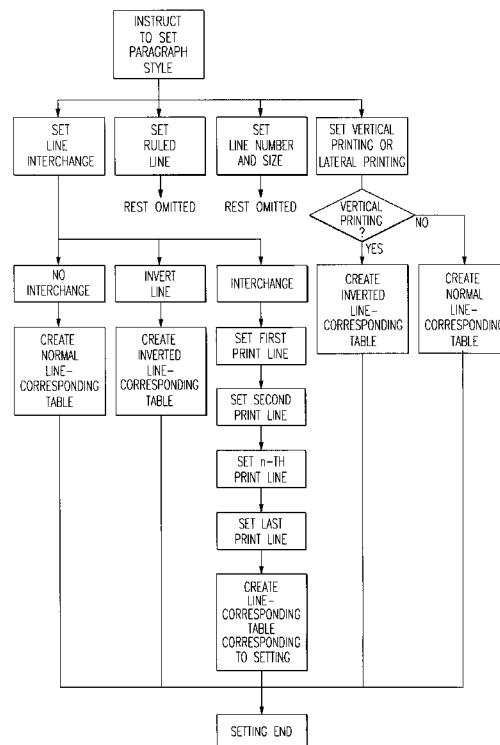 INSTRUCT
TO SET
PARAGRAPH
STYLE
SET
LINE
INTERCHANGE
SET
RULED
LINE
SET
LINE NUMBER
AND SIZE
SET VERTICAL
PRINTING OR
LATERAL PRINTING
REST OMITTED
REST OMITTED
VERTICAL
PRINTING
?
NO
YES
NO
INTERCHANGE
INVERT
LINE
INTERCHANGE
CREATE
INVERTED
LINE-
CORRESPONDING
TABLE
CREATE
NORMAL
LINE-
CORRESPONDING
TABLE
CREATE
NORMAL
LINE-
CORRESPONDING
TABLE
CREATE
INVERTED
LINE-
CORRESPONDING
TABLE
SET FIRST
PRINT LINE
SET SECOND
PRINT LINE
SET n-TH
PRINT LINE
SET LAST
PRINT LINE
CREATE
LINE-
CORRESPONDING
TABLE
CORRESPONDING
TO SETTING
SETTING END